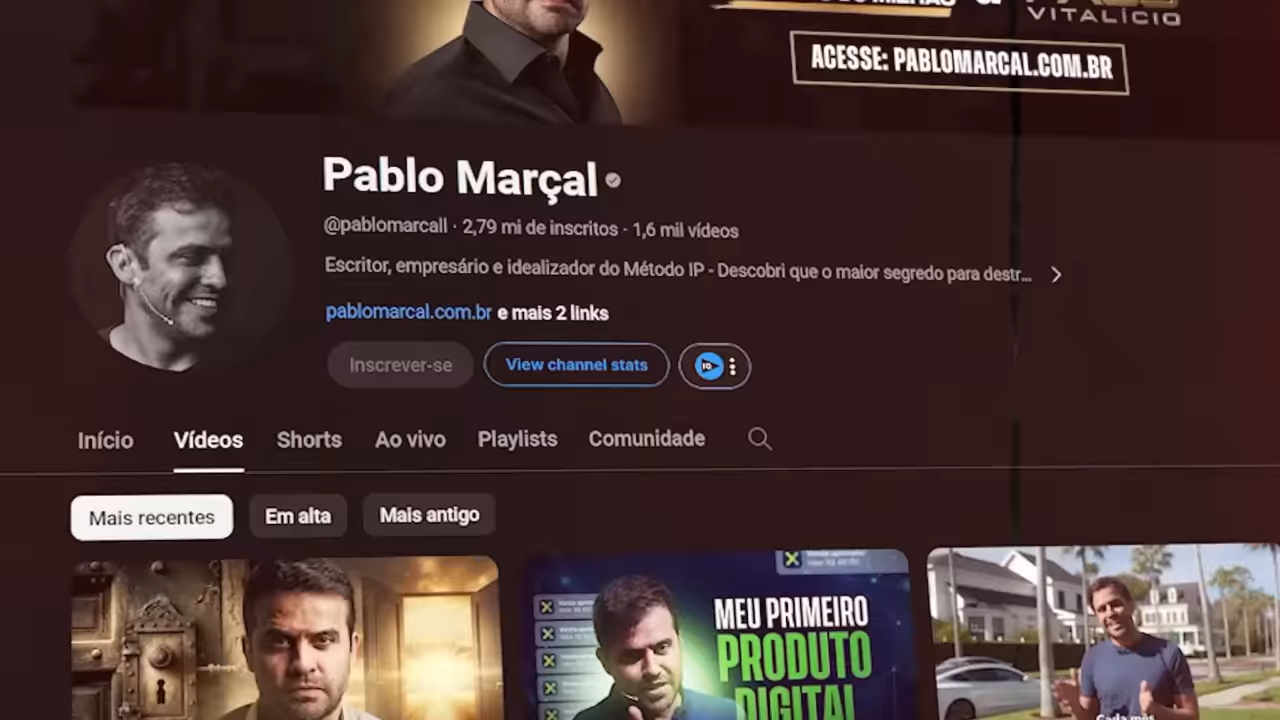 VITALÍCIO
ACESSE: PABLOMARCAL.COM.BR
Pablo Marçal
@pablomarcall · 2,79 mi de inscritos · 1,6 mil vídeos
Escritor, empresário e idealizador do Método IP - Descobri que o maior segredo para destr...
pablomarcal.com.br e mais 2 links
Inscrever-se
View channel stats
Início
Vídeos
Shorts
Ao vivo
Playlists
Comunidade
Mais recentes
Em alta
Mais antigo
MEU PRIMEIRO
PRODUTO
DIGITAL